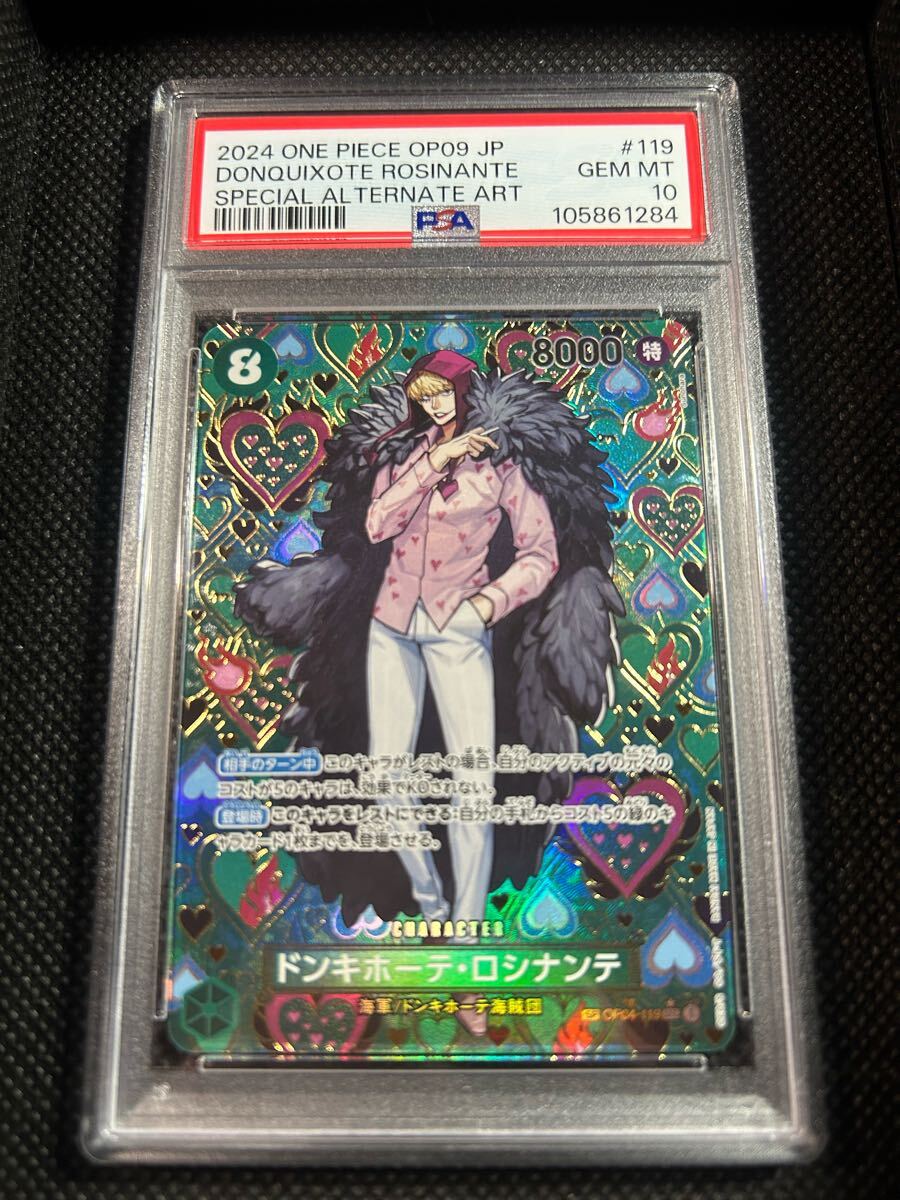 2024 ONE PIECE OP09 JP #119
DONQUIXOTE ROSINANTE GEM MT
SPECIAL ALTERNATE ART 10
PSA 105861284
8 8000 特
相手のターン中 このキャラがレストの場合、自分のアクティブの元々の
コストが5のキャラは、効果でKOされない。
登場時 このキャラをレストにできる:自分の手札からコスト5の緑のキ
ャラカード1枚までを、登場させる。
CHARACTER
ドンキホーテ・ロシナンテ
海軍/ドンキホーテ海賊団
OP04-119